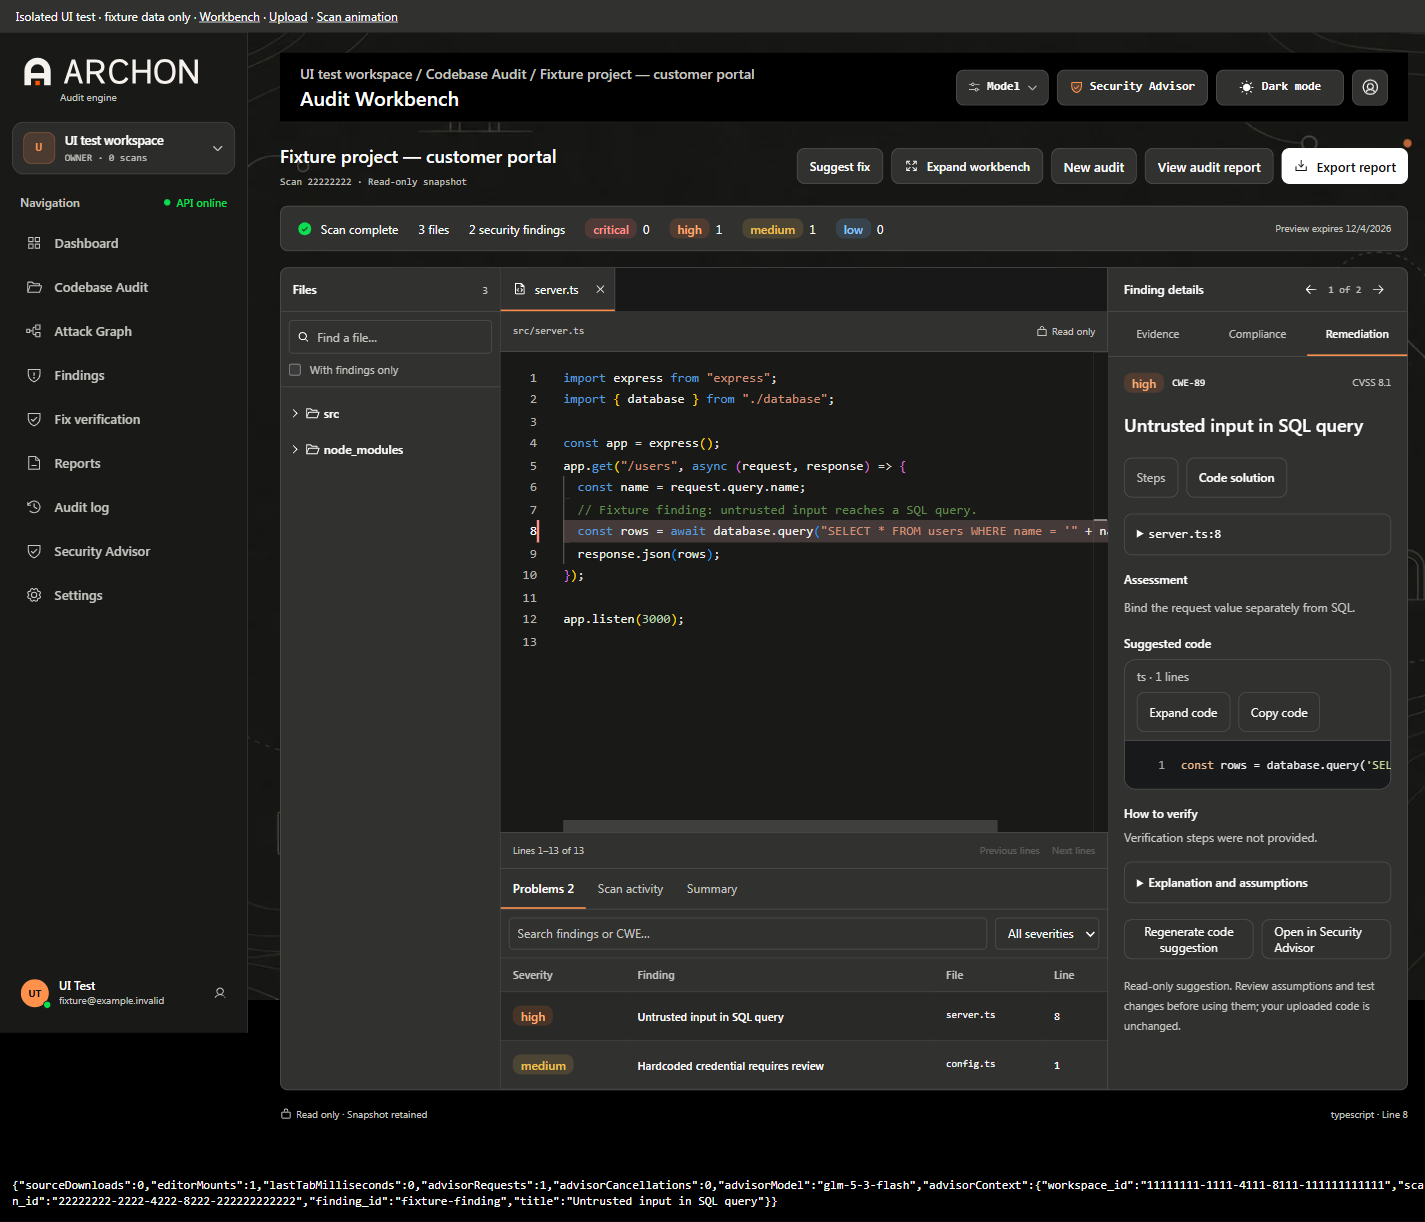 Isolated UI test · fixture data only · Workbench · Upload · Scan animation
ARCHON
Audit engine
U
UI test workspace
OWNER · 0 scans
Navigation
API online
Dashboard
Codebase Audit
Attack Graph
Findings
Fix verification
Reports
Audit log
Security Advisor
Settings
UT
UI Test
fixture@example.invalid
UI test workspace / Codebase Audit / Fixture project — customer portal
Audit Workbench
Model
Security Advisor
Dark mode
Fixture project — customer portal
Scan 22222222 · Read-only snapshot
Suggest fix
Expand workbench
New audit
View audit report
Export report
Scan complete
3 files
2 security findings
critical 0
high 1
medium 1
low 0
Preview expires 12/4/2026
Files
3
Find a file...
With findings only
src
node_modules
server.ts
src/server.ts
Read only
1 import express from "express";
2 import { database } from "./database";
3
4 const app = express();
5 app.get("/users", async (request, response) => {
6 const name = request.query.name;
7 // Fixture finding: untrusted input reaches a SQL query.
8 const rows = await database.query("SELECT * FROM users WHERE name = '" + na
9 response.json(rows);
10 });
11
12 app.listen(3000);
13
Lines 1–13 of 13
Previous lines
Next lines
Problems 2
Scan activity
Summary
Search findings or CWE...
All severities
Severity Finding File Line
high Untrusted input in SQL query server.ts 8
medium Hardcoded credential requires review config.ts 1
Finding details
1 of 2
Evidence
Compliance
Remediation
high CWE-89
CVSS 8.1
Untrusted input in SQL query
Steps
Code solution
server.ts:8
Assessment
Bind the request value separately from SQL.
Suggested code
ts · 1 lines
Expand code
Copy code
1 const rows = database.query('SEL
How to verify
Verification steps were not provided.
Explanation and assumptions
Regenerate code
suggestion
Open in Security
Advisor
Read-only suggestion. Review assumptions and test
changes before using them; your uploaded code is
unchanged.
Read only · Snapshot retained
typescript · Line 8
{"sourceDownloads":0,"editorMounts":1,"lastTabMilliseconds":0,"advisorRequests":1,"advisorCancellations":0,"advisorModel":"glm-5-3-flash","advisorContext":{"workspace_id":"11111111-1111-4111-8111-111111111111","sca
n_id":"22222222-2222-4222-8222-222222222222","finding_id":"fixture-finding","title":"Untrusted input in SQL query"}}